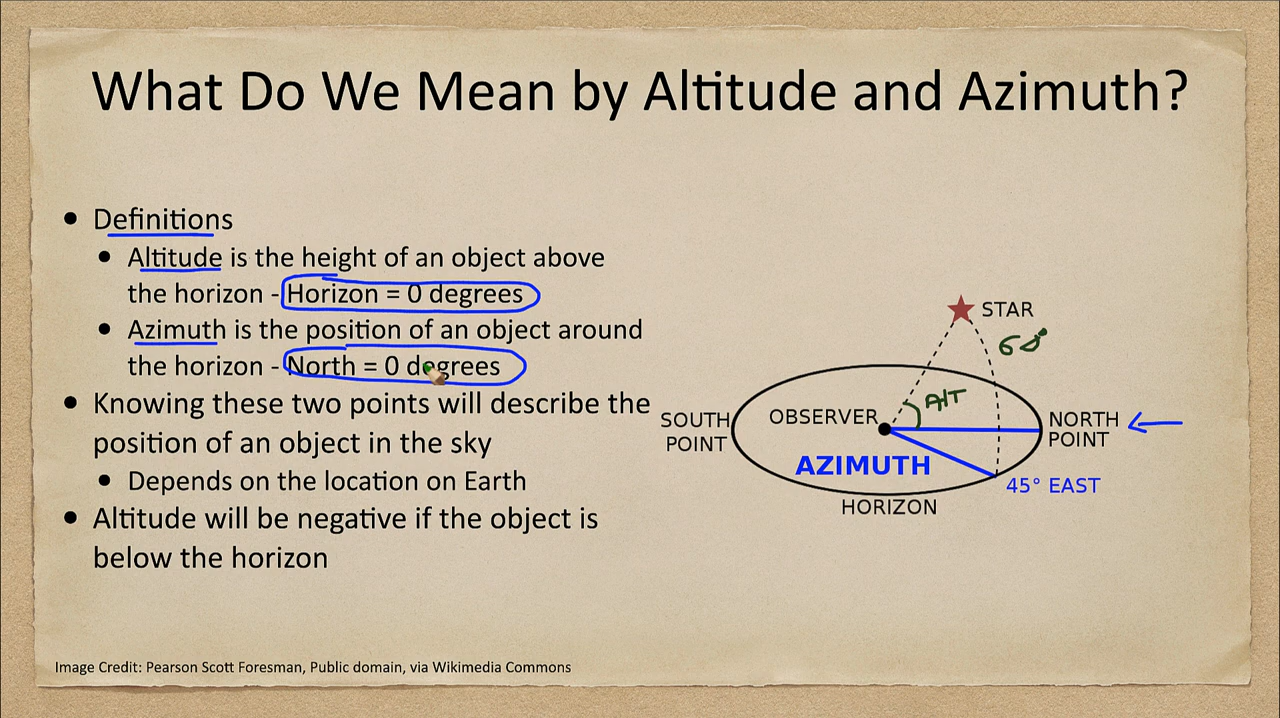 What Do We Mean by Altitude and Azimuth?
• Definitions
• Altitude is the height of an object above
the horizon - Horizon = 0 degrees
• Azimuth is the position of an object around
the horizon - North = 0 degrees
• Knowing these two points will describe the
position of an object in the sky
• Depends on the location on Earth
• Altitude will be negative if the object is
below the horizon
STAR
60°
ALT
OBSERVER
SOUTH
POINT
NORTH
POINT
AZIMUTH
45° EAST
HORIZON
Image Credit: Pearson Scott Foresman, Public domain, via Wikimedia Commons